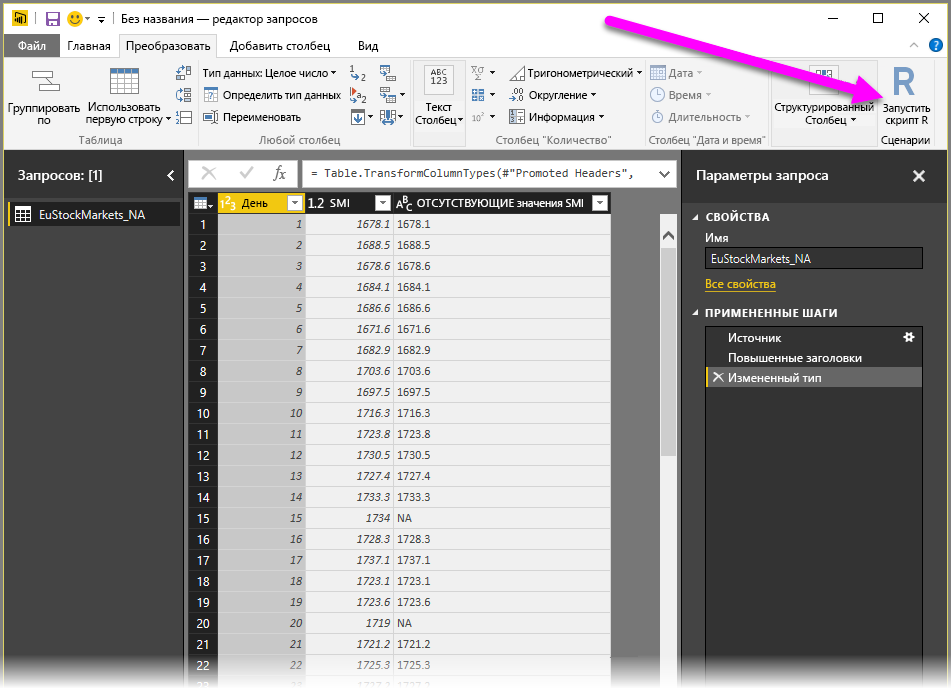 Без названия — редактор запросов
Файл Главная Преобразовать Добавить столбец Вид
Группировать по
Использовать первую строку
Таблица
Тип данных: Целое число
Определить тип данных
Переименовать
Любой столбец
ABC 123
Текст Столбец
Тригонометрический
Округление
Информация
Столбец "Количество"
Дата
Время
Длительность
Столбец "Дата и время"
Структурированный Столбец
R
Запустить скрипт R
Сценарии
Запросов: [1]
EuStockMarkets_NA
fx = Table.TransformColumnTypes(#"Promoted Headers",
День 1.2 SMI ABC ОТСУТСТВУЮЩИЕ значения SMI
1 1 1678.1 1678.1
2 2 1688.5 1688.5
3 3 1678.6 1678.6
4 4 1684.1 1684.1
5 5 1686.6 1686.6
6 6 1671.6 1671.6
7 7 1682.9 1682.9
8 8 1703.6 1703.6
9 9 1697.5 1697.5
10 10 1716.3 1716.3
11 11 1723.8 1723.8
12 12 1730.5 1730.5
13 13 1727.4 1727.4
14 14 1733.3 1733.3
15 15 1734 NA
16 16 1728.3 1728.3
17 17 1737.1 1737.1
18 18 1723.1 1723.1
19 19 1723.6 1723.6
20 20 1719 NA
21 21 1721.2 1721.2
22 22 1725.3 1725.3
Параметры запроса
СВОЙСТВА
Имя
EuStockMarkets_NA
Все свойства
ПРИМЕНЕННЫЕ ШАГИ
Источник
Повышенные заголовки
Измененный тип